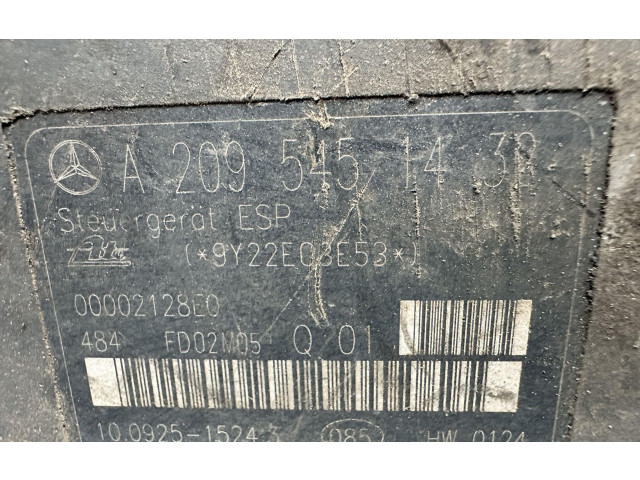 A 209 545 14 32
Steuergerät ESP
(*9Y22E03E53*)
00002128E0
484 FD02M05 Q 01
10.0925-1524.3 085 HW 0124